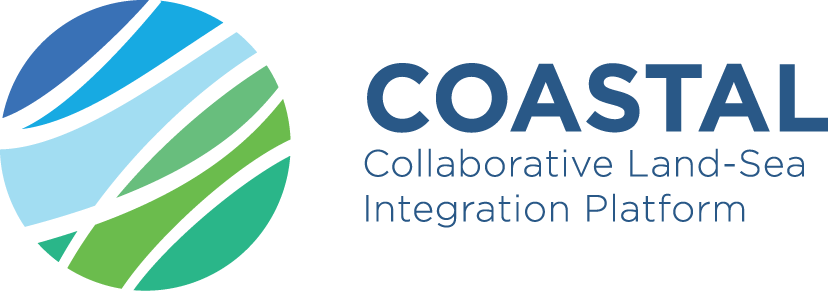 COASTAL
Collaborative Land-Sea
Integration Platform